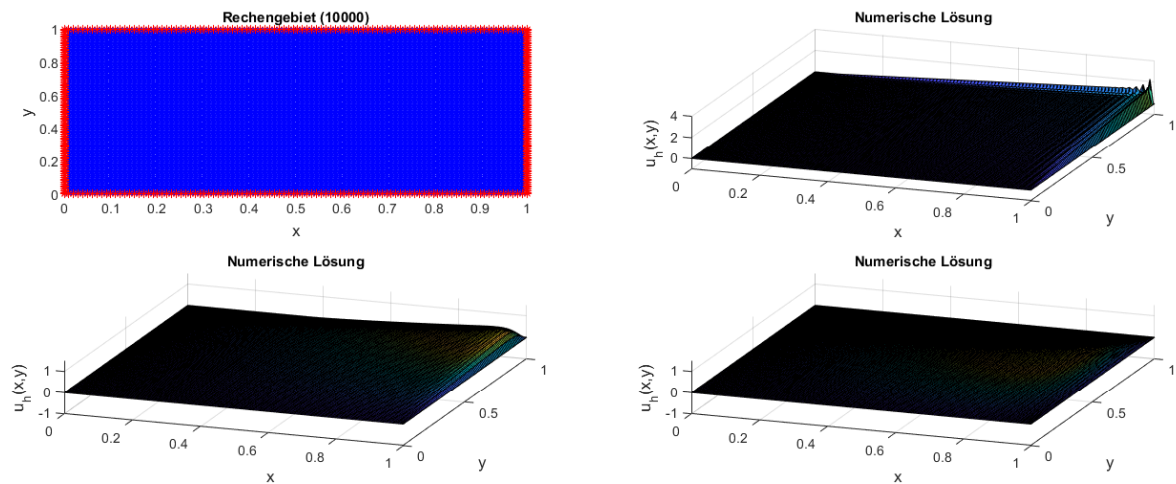 Rechengebiet (10000)
1
0.8
0.6
0.4
0.2
0
y
0 0.1 0.2 0.3 0.4 0.5 0.6 0.7 0.8 0.9 1
x
Numerische Lösung
4
2
0
u_h(x,y)
0 0.2 0.4 0.6 0.8 1
x
0 0.5 1
y
Numerische Lösung
1
0
-1
u_h(x,y)
0 0.2 0.4 0.6 0.8 1
x
0 0.5 1
y
Numerische Lösung
1
0
-1
u_h(x,y)
0 0.2 0.4 0.6 0.8 1
x
0 0.5 1
y